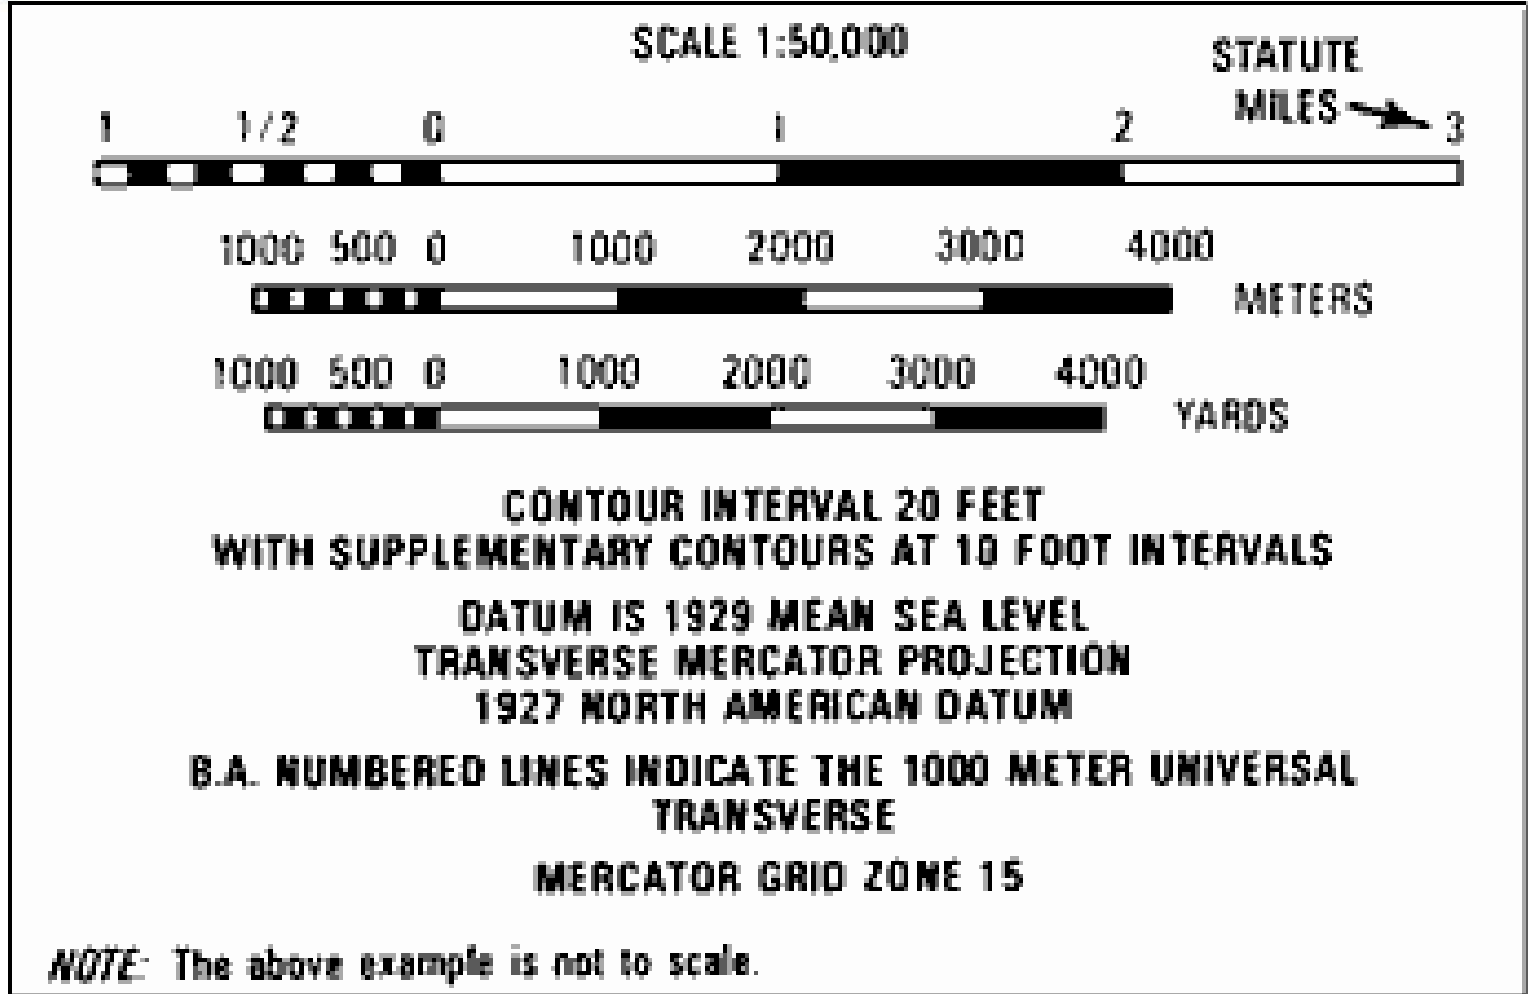 SCALE 1:50,000
STATUTE
MILES
1 1/2 0 1 2 3
1000 500 0 1000 2000 3000 4000
METERS
1000 500 0 1000 2000 3000 4000
YARDS
CONTOUR INTERVAL 20 FEET
WITH SUPPLEMENTARY CONTOURS AT 10 FOOT INTERVALS
DATUM IS 1929 MEAN SEA LEVEL
TRANSVERSE MERCATOR PROJECTION
1927 NORTH AMERICAN DATUM
B.A. NUMBERED LINES INDICATE THE 1000 METER UNIVERSAL
TRANSVERSE
MERCATOR GRID ZONE 15
NOTE: The above example is not to scale.